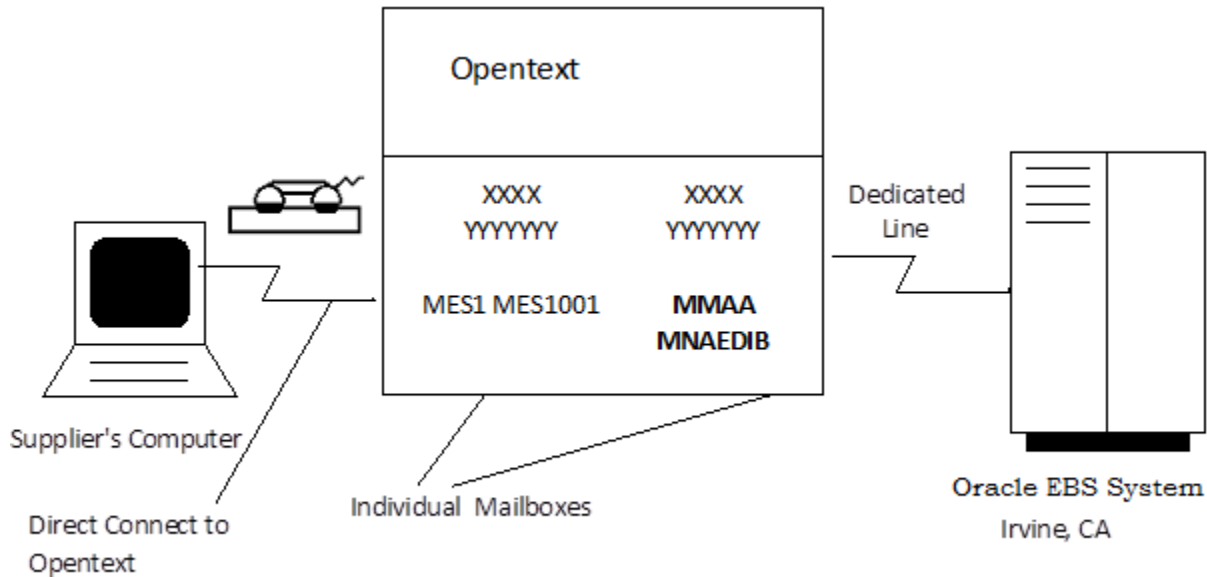 Opentext
XXXX
YYYYYYY
XXXX
YYYYYYY
MES1 MES1001
MMAA
MNAEDIB
Dedicated
Line
Supplier's Computer
Direct Connect to
Opentext
Individual Mailboxes
Oracle EBS System
Irvine, CA